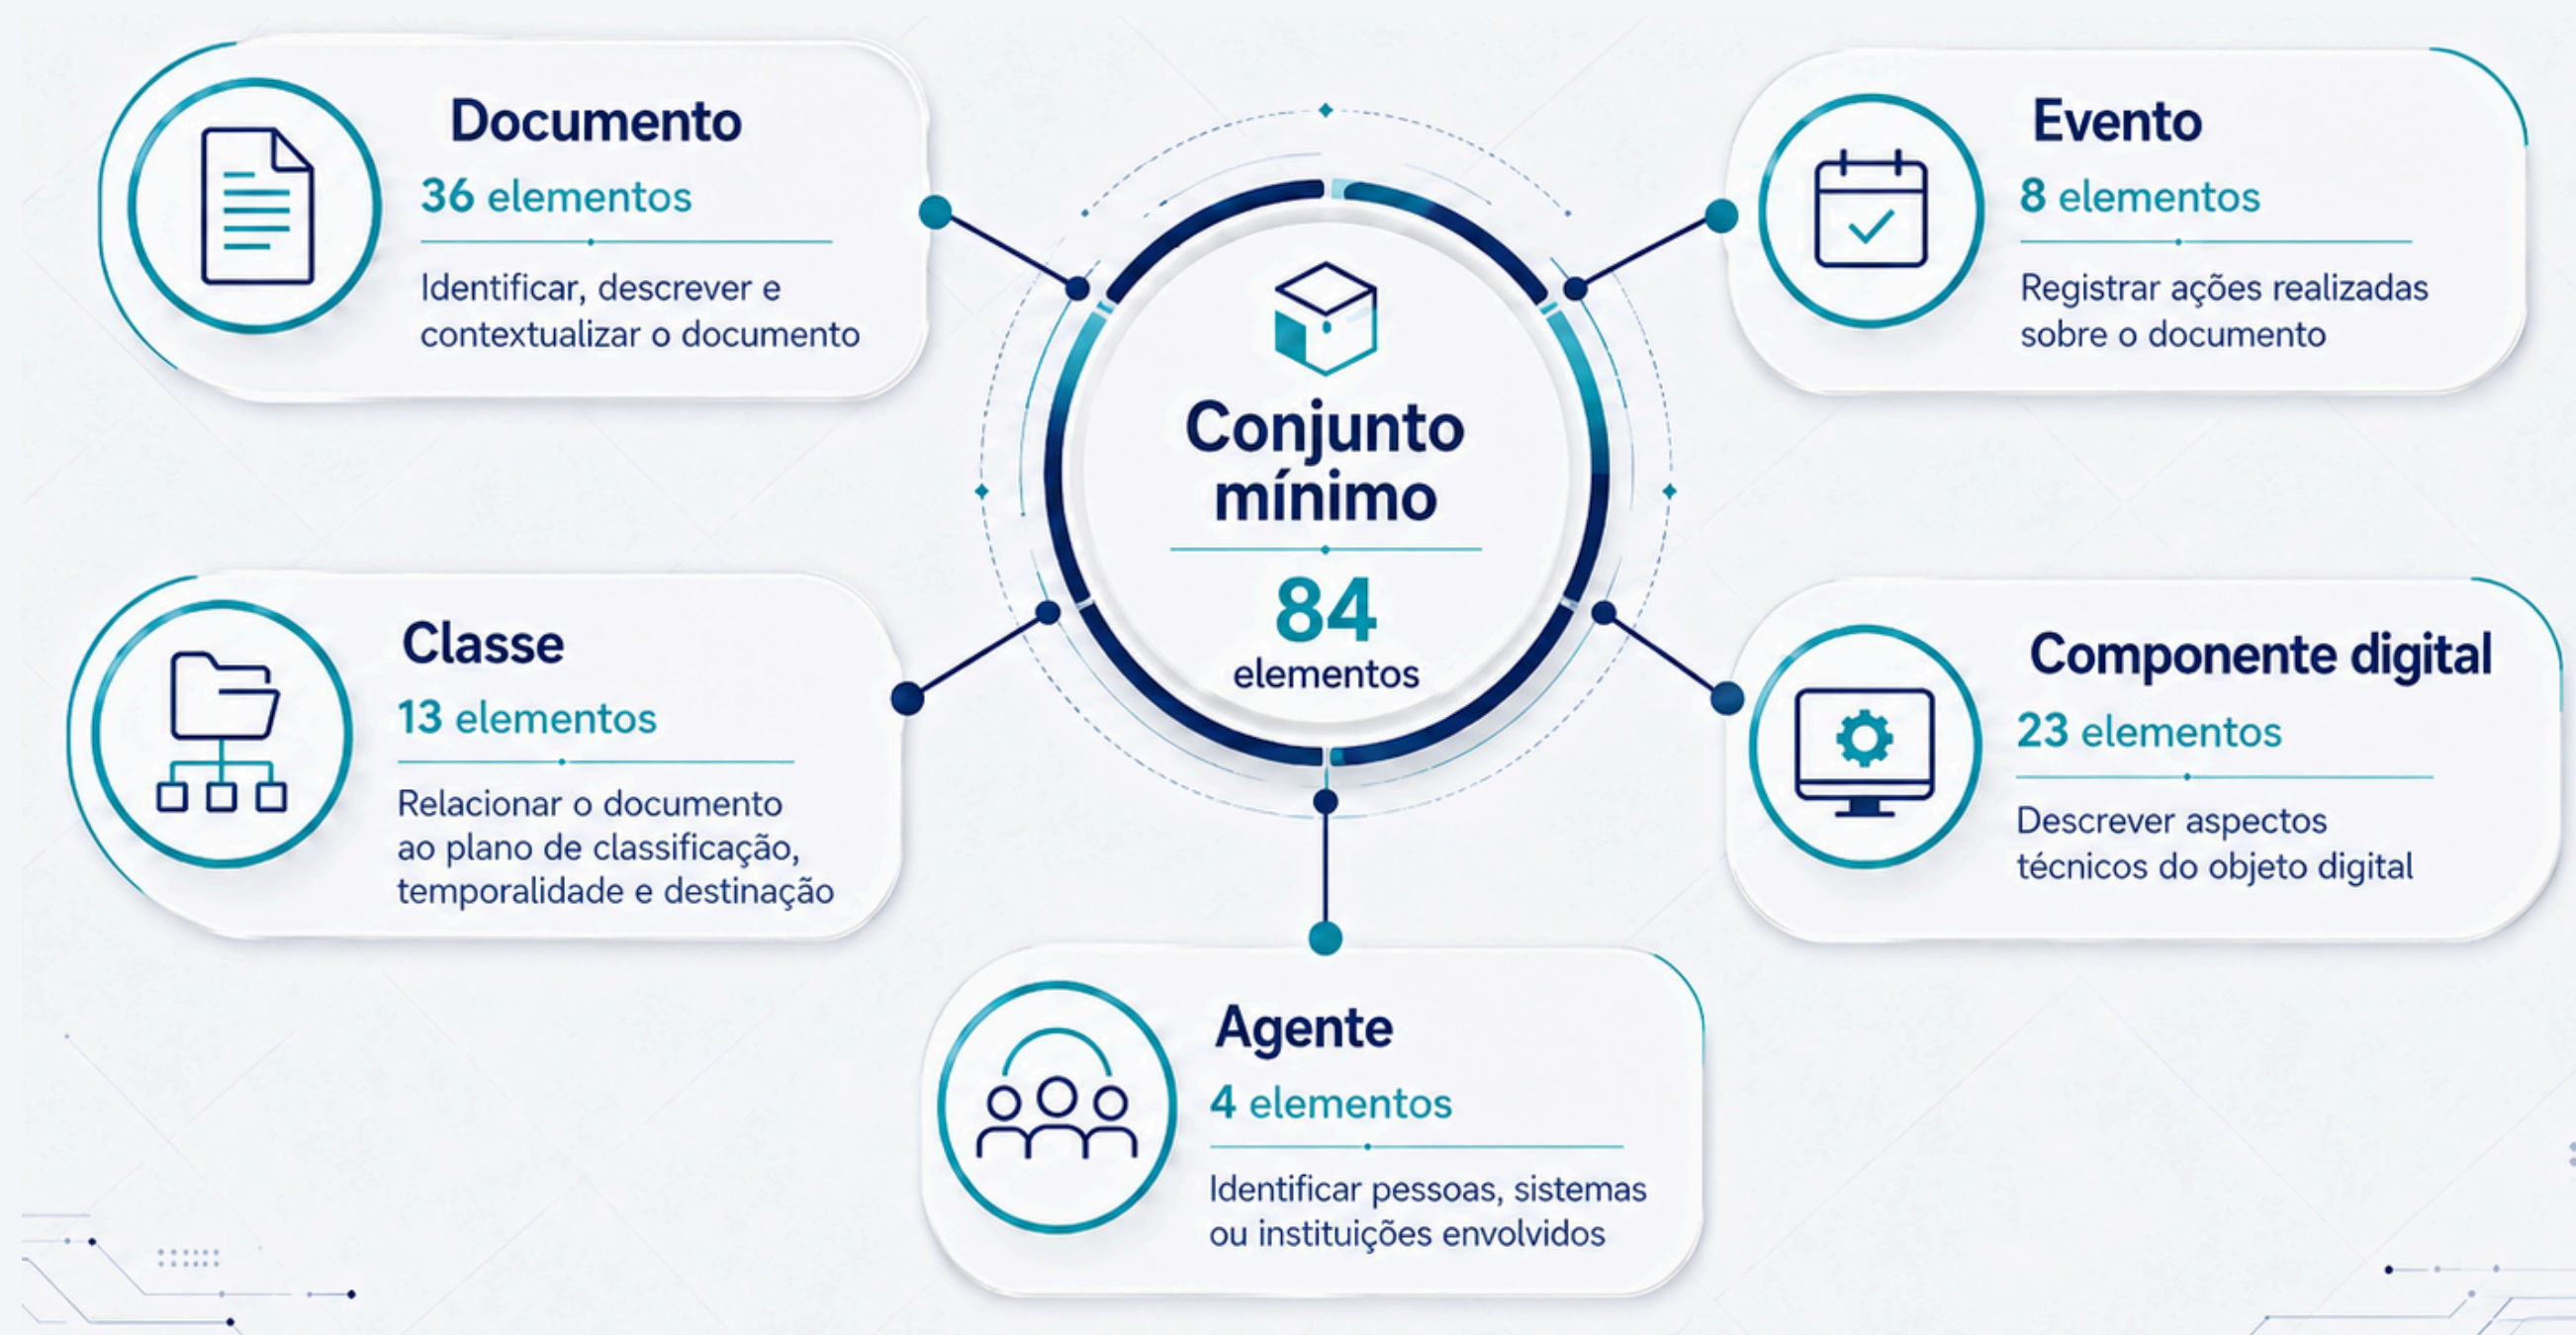 Documento
36 elementos
Identificar, descrever e
contextualizar o documento
Evento
8 elementos
Registrar ações realizadas
sobre o documento
Conjunto
mínimo
84
elementos
Classe
13 elementos
Relacionar o documento
ao plano de classificação,
temporalidade e destinação
Componente digital
23 elementos
Descrever aspectos
técnicos do objeto digital
Agente
4 elementos
Identificar pessoas, sistemas
ou instituições envolvidos